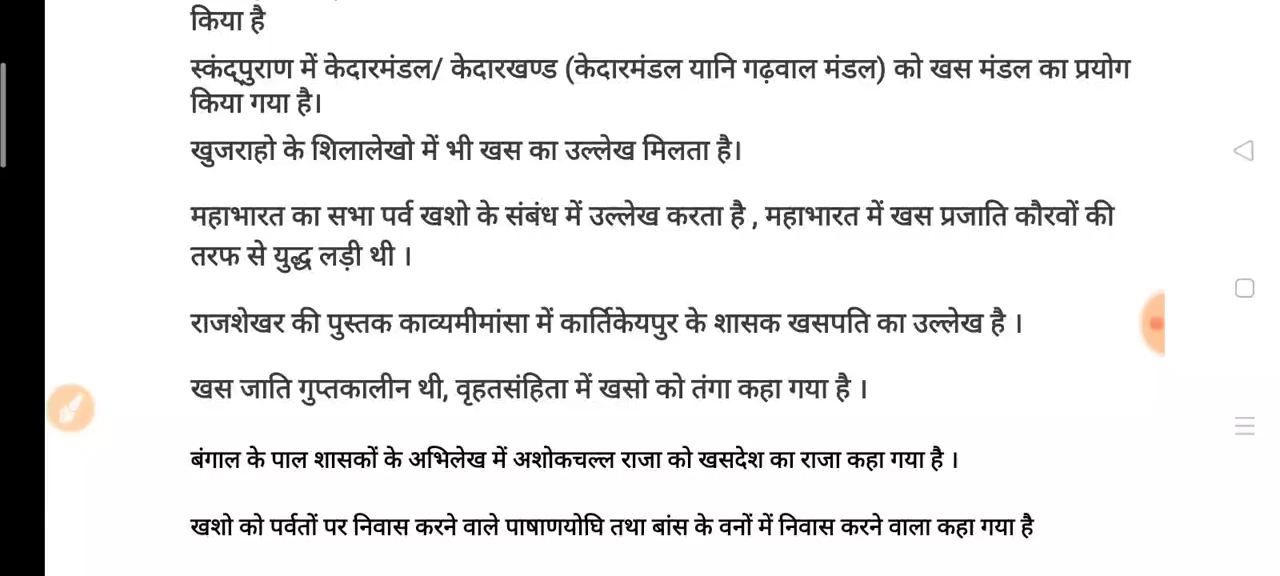 किया है
स्कंदपुराण में केदारमंडल/ केदारखण्ड (केदारमंडल यानि गढ़वाल मंडल) को खस मंडल का प्रयोग
किया गया है।
खुजराहो के शिलालेखो में भी खस का उल्लेख मिलता है।
महाभारत का सभा पर्व खशो के संबंध में उल्लेख करता है , महाभारत में खस प्रजाति कौरवों की
तरफ से युद्ध लड़ी थी ।
राजशेखर की पुस्तक काव्यमीमांसा में कार्तिकेयपुर के शासक खसपति का उल्लेख है ।
खस जाति गुप्तकालीन थी, वृहतसंहिता में खसो को तंगा कहा गया है ।
बंगाल के पाल शासकों के अभिलेख में अशोकचल्ल राजा को खसदेश का राजा कहा गया है ।
खशो को पर्वतों पर निवास करने वाले पाषाणयोधि तथा बांस के वनों में निवास करने वाला कहा गया है